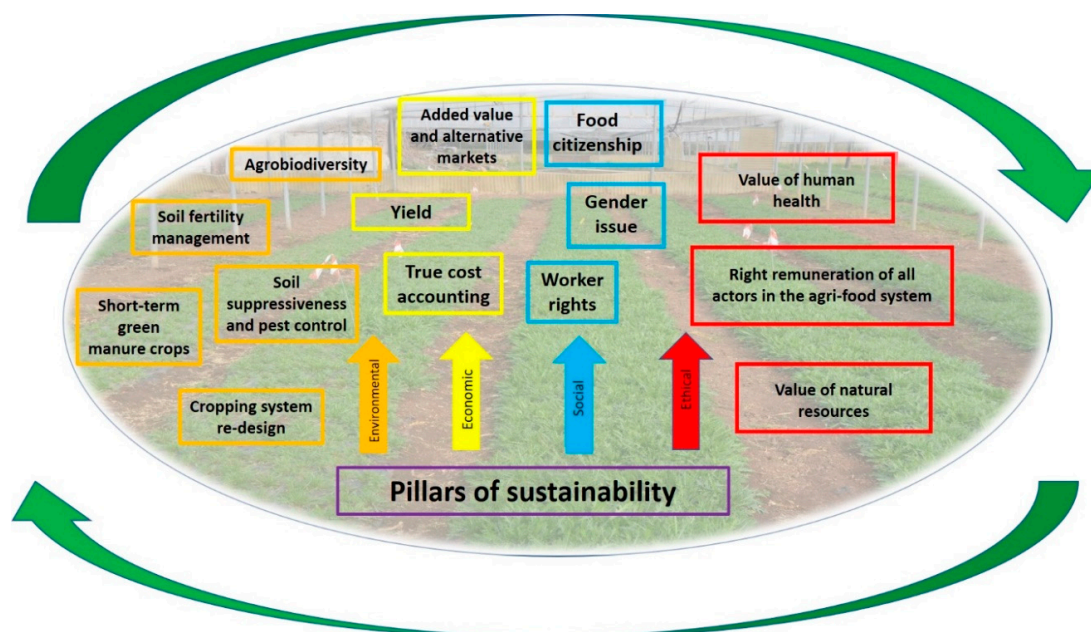 Added value
and alternative
markets
Food
citizenship
Agrobiodiversity
Value of human
health
Soil fertility
management
Yield
Gender
issue
Short-term
green
manure crops
Soil
suppressiveness
and pest control
True cost
accounting
Worker
rights
Right remuneration of all
actors in the agri-food system
Cropping system
re-design
Environmental
Economic
Social
Ethical
Value of natural
resources
Pillars of sustainability